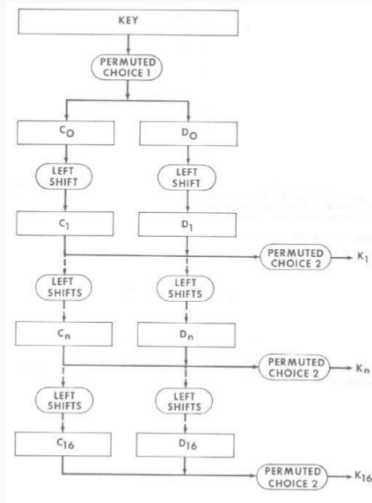 KEY
PERMUTED
CHOICE 1
C0 D0
LEFT
SHIFT
LEFT
SHIFT
C1 D1
PERMUTED
CHOICE 2
K1
LEFT
SHIFTS
LEFT
SHIFTS
Cn Dn
PERMUTED
CHOICE 2
Kn
LEFT
SHIFTS
LEFT
SHIFTS
C16 D16
PERMUTED
CHOICE 2
K16